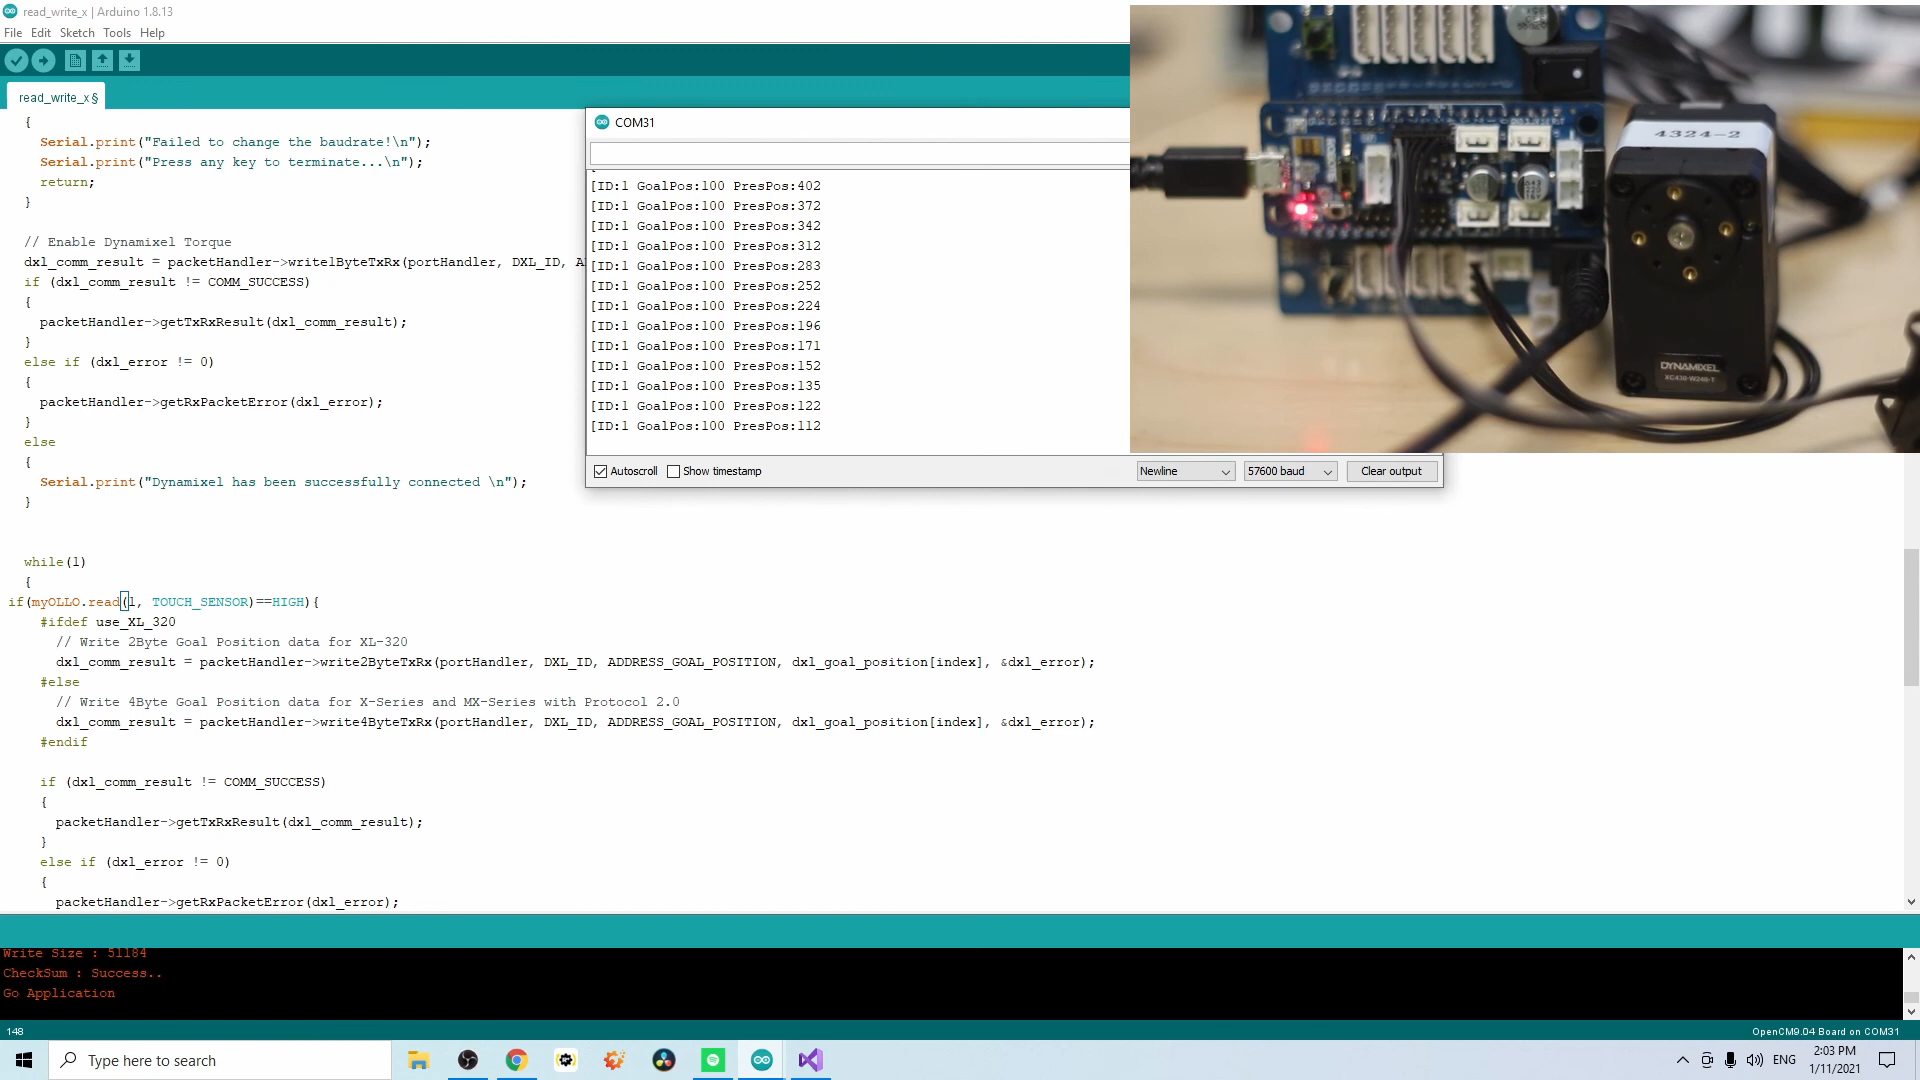 read_write_x | Arduino 1.8.13
File Edit Sketch Tools Help
read_write_x §
{
Serial.print("Failed to change the baudrate!\n");
Serial.print("Press any key to terminate...\n");
return;
}
// Enable Dynamixel Torque
dxl_comm_result = packetHandler->write1ByteTxRx(portHandler, DXL_ID, A
if (dxl_comm_result != COMM_SUCCESS)
{
packetHandler->getTxRxResult(dxl_comm_result);
}
else if (dxl_error != 0)
{
packetHandler->getRxPacketError(dxl_error);
}
else
{
Serial.print("Dynamixel has been successfully connected \n");
}
while(1)
{
if(myOLLO.read(1, TOUCH_SENSOR)==HIGH){
#ifdef use_XL_320
// Write 2Byte Goal Position data for XL-320
dxl_comm_result = packetHandler->write2ByteTxRx(portHandler, DXL_ID, ADDRESS_GOAL_POSITION, dxl_goal_position[index], &dxl_error);
#else
// Write 4Byte Goal Position data for X-Series and MX-Series with Protocol 2.0
dxl_comm_result = packetHandler->write4ByteTxRx(portHandler, DXL_ID, ADDRESS_GOAL_POSITION, dxl_goal_position[index], &dxl_error);
#endif
if (dxl_comm_result != COMM_SUCCESS)
{
packetHandler->getTxRxResult(dxl_comm_result);
}
else if (dxl_error != 0)
{
packetHandler->getRxPacketError(dxl_error);
COM31
[ID:1 GoalPos:100 PresPos:402
[ID:1 GoalPos:100 PresPos:372
[ID:1 GoalPos:100 PresPos:342
[ID:1 GoalPos:100 PresPos:312
[ID:1 GoalPos:100 PresPos:283
[ID:1 GoalPos:100 PresPos:252
[ID:1 GoalPos:100 PresPos:224
[ID:1 GoalPos:100 PresPos:196
[ID:1 GoalPos:100 PresPos:171
[ID:1 GoalPos:100 PresPos:152
[ID:1 GoalPos:100 PresPos:135
[ID:1 GoalPos:100 PresPos:122
[ID:1 GoalPos:100 PresPos:112
Autoscroll Show timestamp Newline 57600 baud Clear output
4324-2
DYNAMIXEL
XC430-W240-T
Write Size : 51184
CheckSum : Success..
Go Application
148 OpenCM9.04 Board on COM31
Type here to search
ENG
2:03 PM
1/11/2021